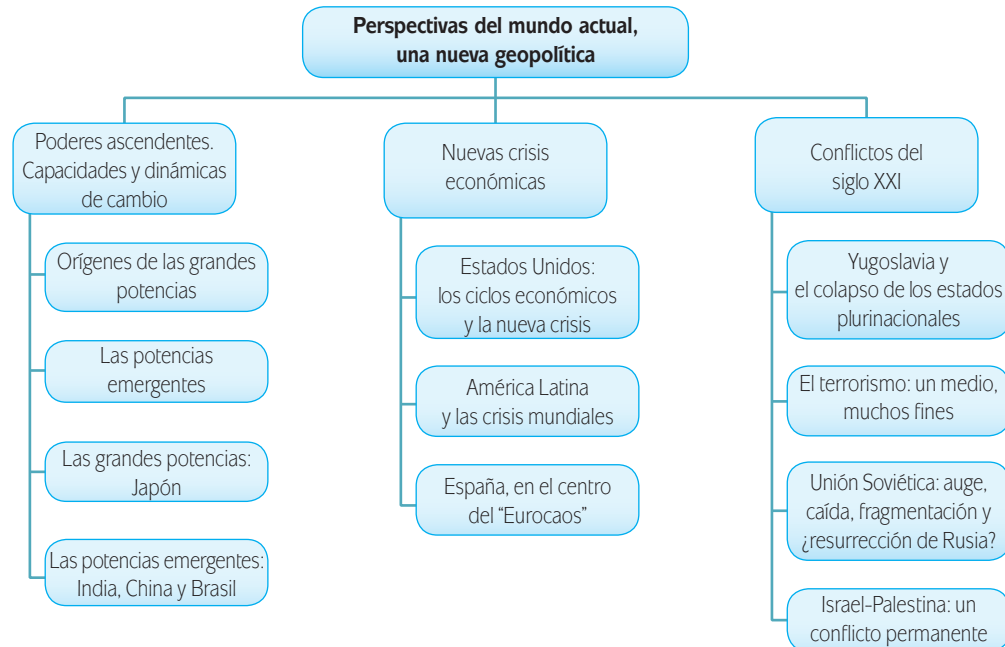 Perspectivas del mundo actual,
una nueva geopolítica
Poderes ascendentes.
Capacidades y dinámicas
de cambio
Orígenes de las grandes
potencias
Las potencias
emergentes
Las grandes potencias:
Japón
Las potencias emergentes:
India, China y Brasil
Nuevas crisis
económicas
Estados Unidos:
los ciclos económicos
y la nueva crisis
América Latina
y las crisis mundiales
España, en el centro
del “Eurocaos”
Conflictos del
siglo XXI
Yugoslavia y
el colapso de los estados
plurinacionales
El terrorismo: un medio,
muchos fines
Unión Soviética: auge,
caída, fragmentación y
¿resurrección de Rusia?
Israel-Palestina: un
conflicto permanente